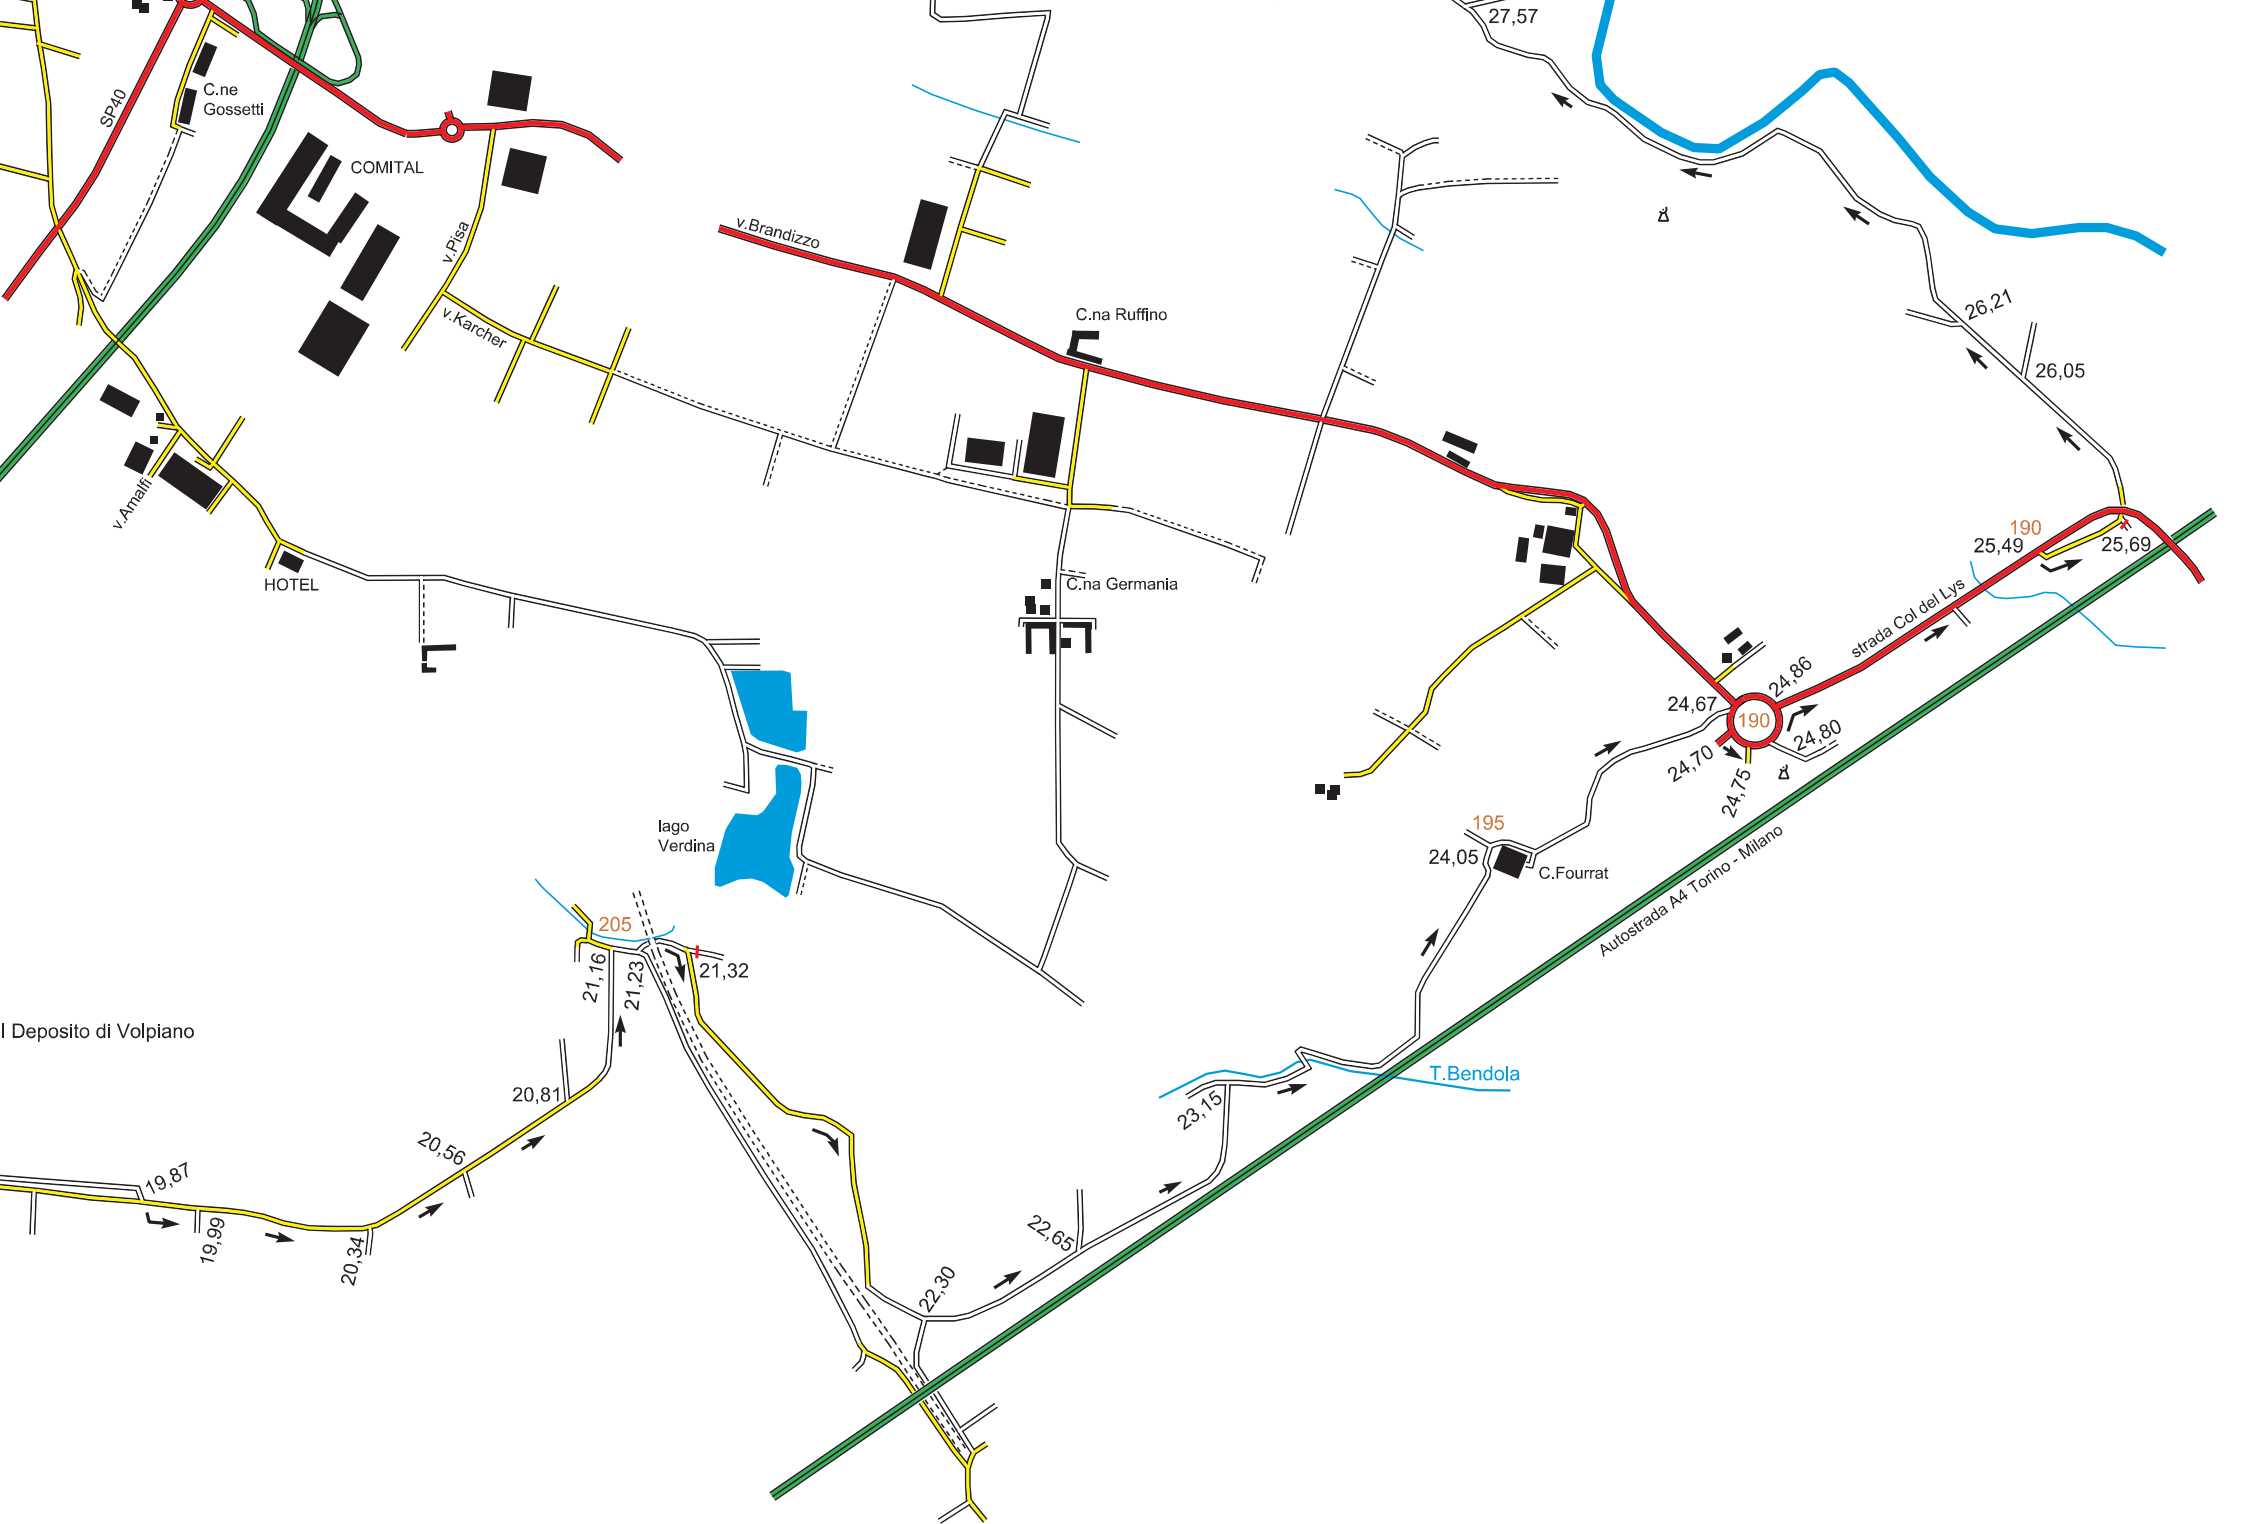 27,57
C.ne
Gossetti
SP40
COMITAL
v.Pisa
v.Brandizzo
v.Karcher
C.na Ruffino
26,21
26,05
v.Amalfi
HOTEL
190
25,49
25,69
C.na Germania
strada Col del Lys
24,86
24,67
190
24,80
24,70
24,75
lago
Verdina
195
24,05
C.Fourrat
Autostrada A4 Torino - Milano
205
21,16
21,23
21,32
l Deposito di Volpiano
T.Bendola
20,81
23,15
20,56
19,87
19,99
20,34
22,65
22,30